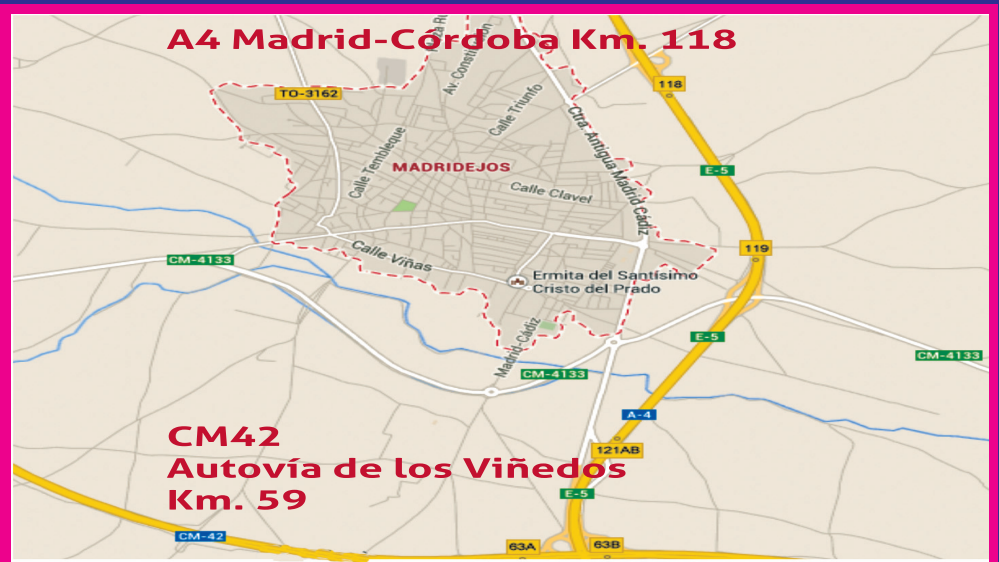 A4 Madrid-Córdoba Km. 118
Av. Constitución
118
TO-3162
Calle Triunfo
Ctra. Antigua Madrid Cádiz
Calle Tembleque
MADRIDEJOS
E-5
Calle Clavel
119
CM-4133
Calle Viñas
Ermita del Santísimo
Cristo del Prado
Madrid-Cádiz
E-5
CM-4133
CM-4133
A-4
CM42
121AB
Autovía de los Viñedos
Km. 59
E-5
CM-42
63A
63B